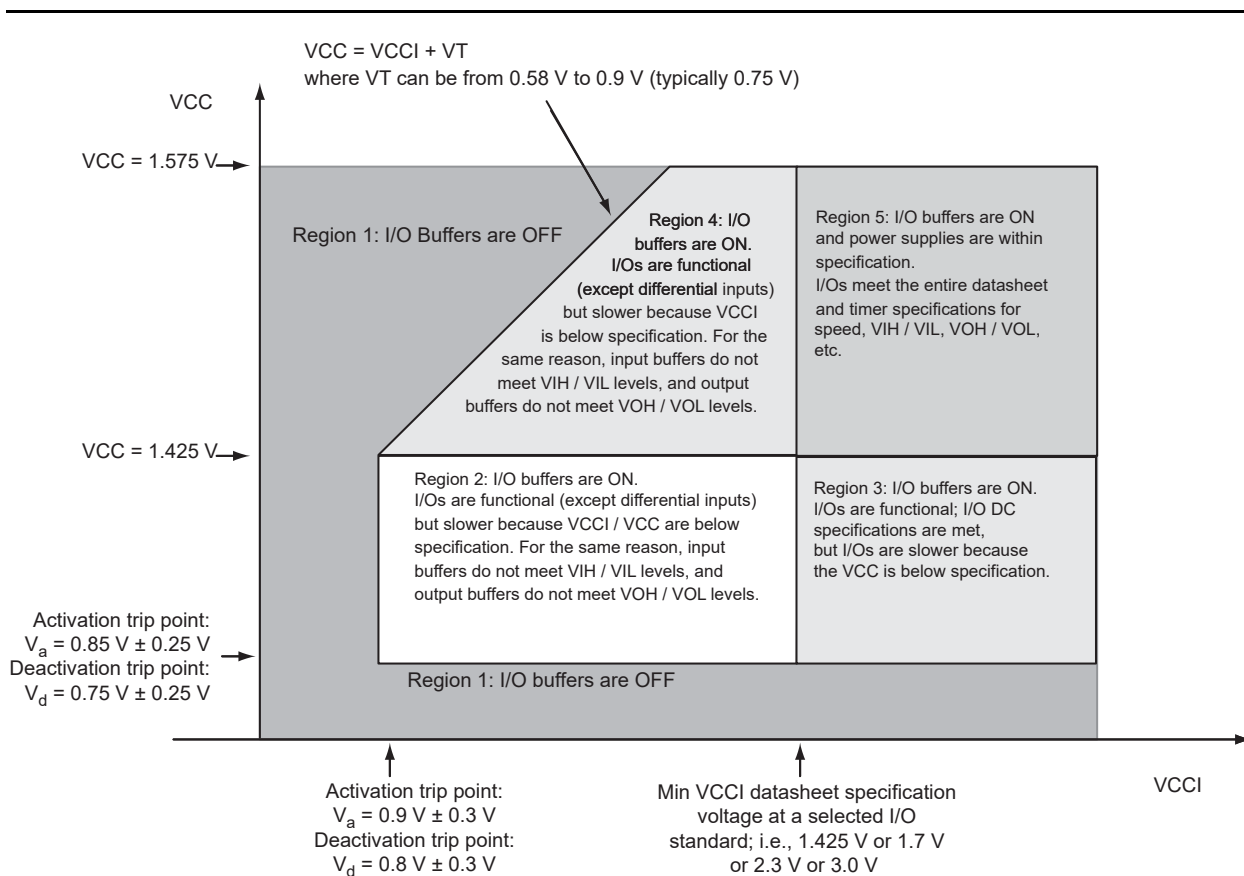 VCC = VCCI + VT
where VT can be from 0.58 V to 0.9 V (typically 0.75 V)
VCC
VCC = 1.575 V
Region 1: I/O Buffers are OFF
Region 4: I/O
buffers are ON.
I/Os are functional
(except differential inputs)
but slower because VCCI
is below specification. For the
same reason, input buffers do not
meet VIH / VIL levels, and output
buffers do not meet VOH / VOL levels.
Region 5: I/O buffers are ON
and power supplies are within
specification.
I/Os meet the entire datasheet
and timer specifications for
speed, VIH / VIL, VOH / VOL,
etc.
VCC = 1.425 V
Region 2: I/O buffers are ON.
I/Os are functional (except differential inputs)
but slower because VCCI / VCC are below
specification. For the same reason, input
buffers do not meet VIH / VIL levels, and
output buffers do not meet VOH / VOL levels.
Region 3: I/O buffers are ON.
I/Os are functional; I/O DC
specifications are met,
but I/Os are slower because
the VCC is below specification.
Activation trip point:
Va = 0.85 V ± 0.25 V
Deactivation trip point:
Vd = 0.75 V ± 0.25 V
Region 1: I/O buffers are OFF
Activation trip point:
Va = 0.9 V ± 0.3 V
Deactivation trip point:
Vd = 0.8 V ± 0.3 V
Min VCCI datasheet specification
voltage at a selected I/O
standard; i.e., 1.425 V or 1.7 V
or 2.3 V or 3.0 V
VCCI